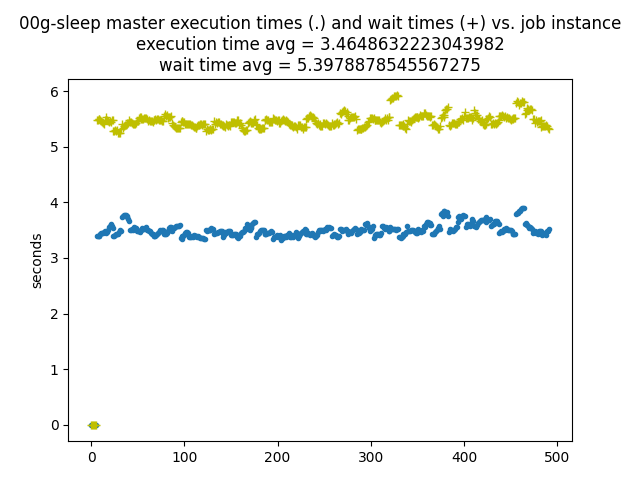 00g-sleep master execution times (.) and wait times (+) vs. job instance
execution time avg = 3.4648632223043982
wait time avg = 5.3978878545567275
6
5
4
3
2
1
0
seconds
0 100 200 300 400 500